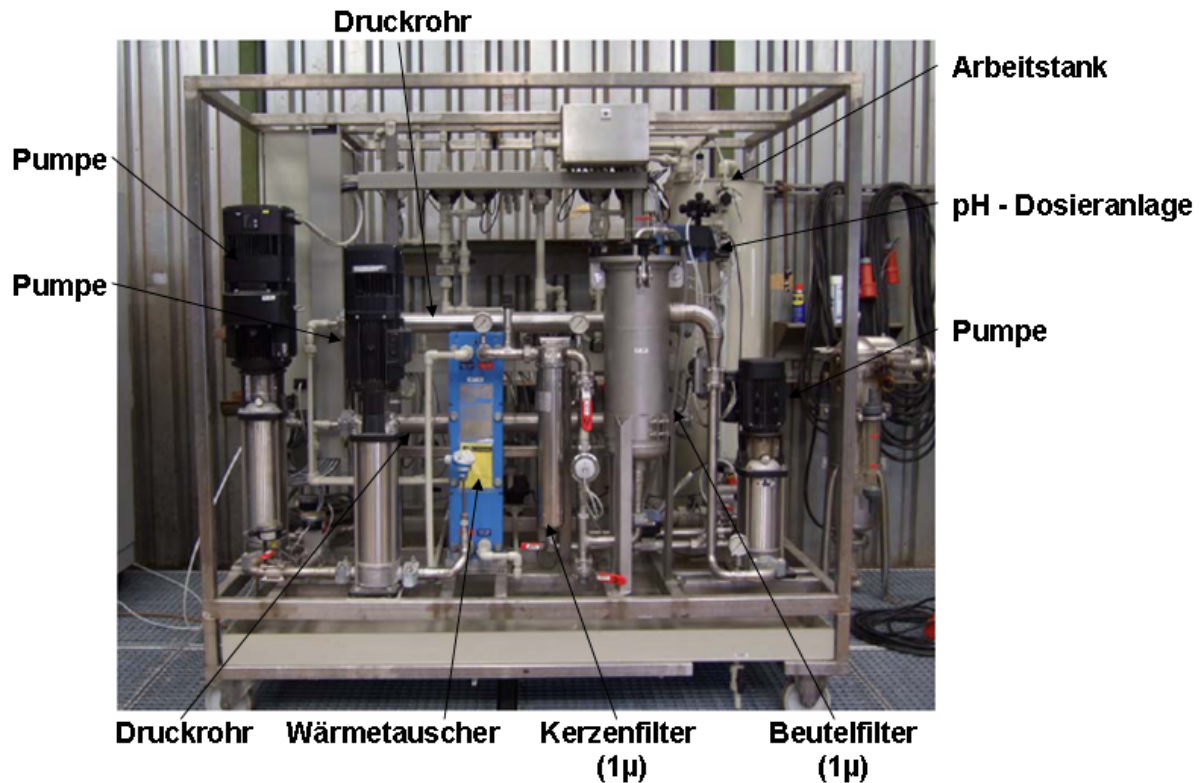 Druckrohr
Arbeitstank
Pumpe
pH - Dosieranlage
Pumpe
Pumpe
Druckrohr
Wärmetauscher
Kerzenfilter
(1µ)
Beutelfilter
(1µ)